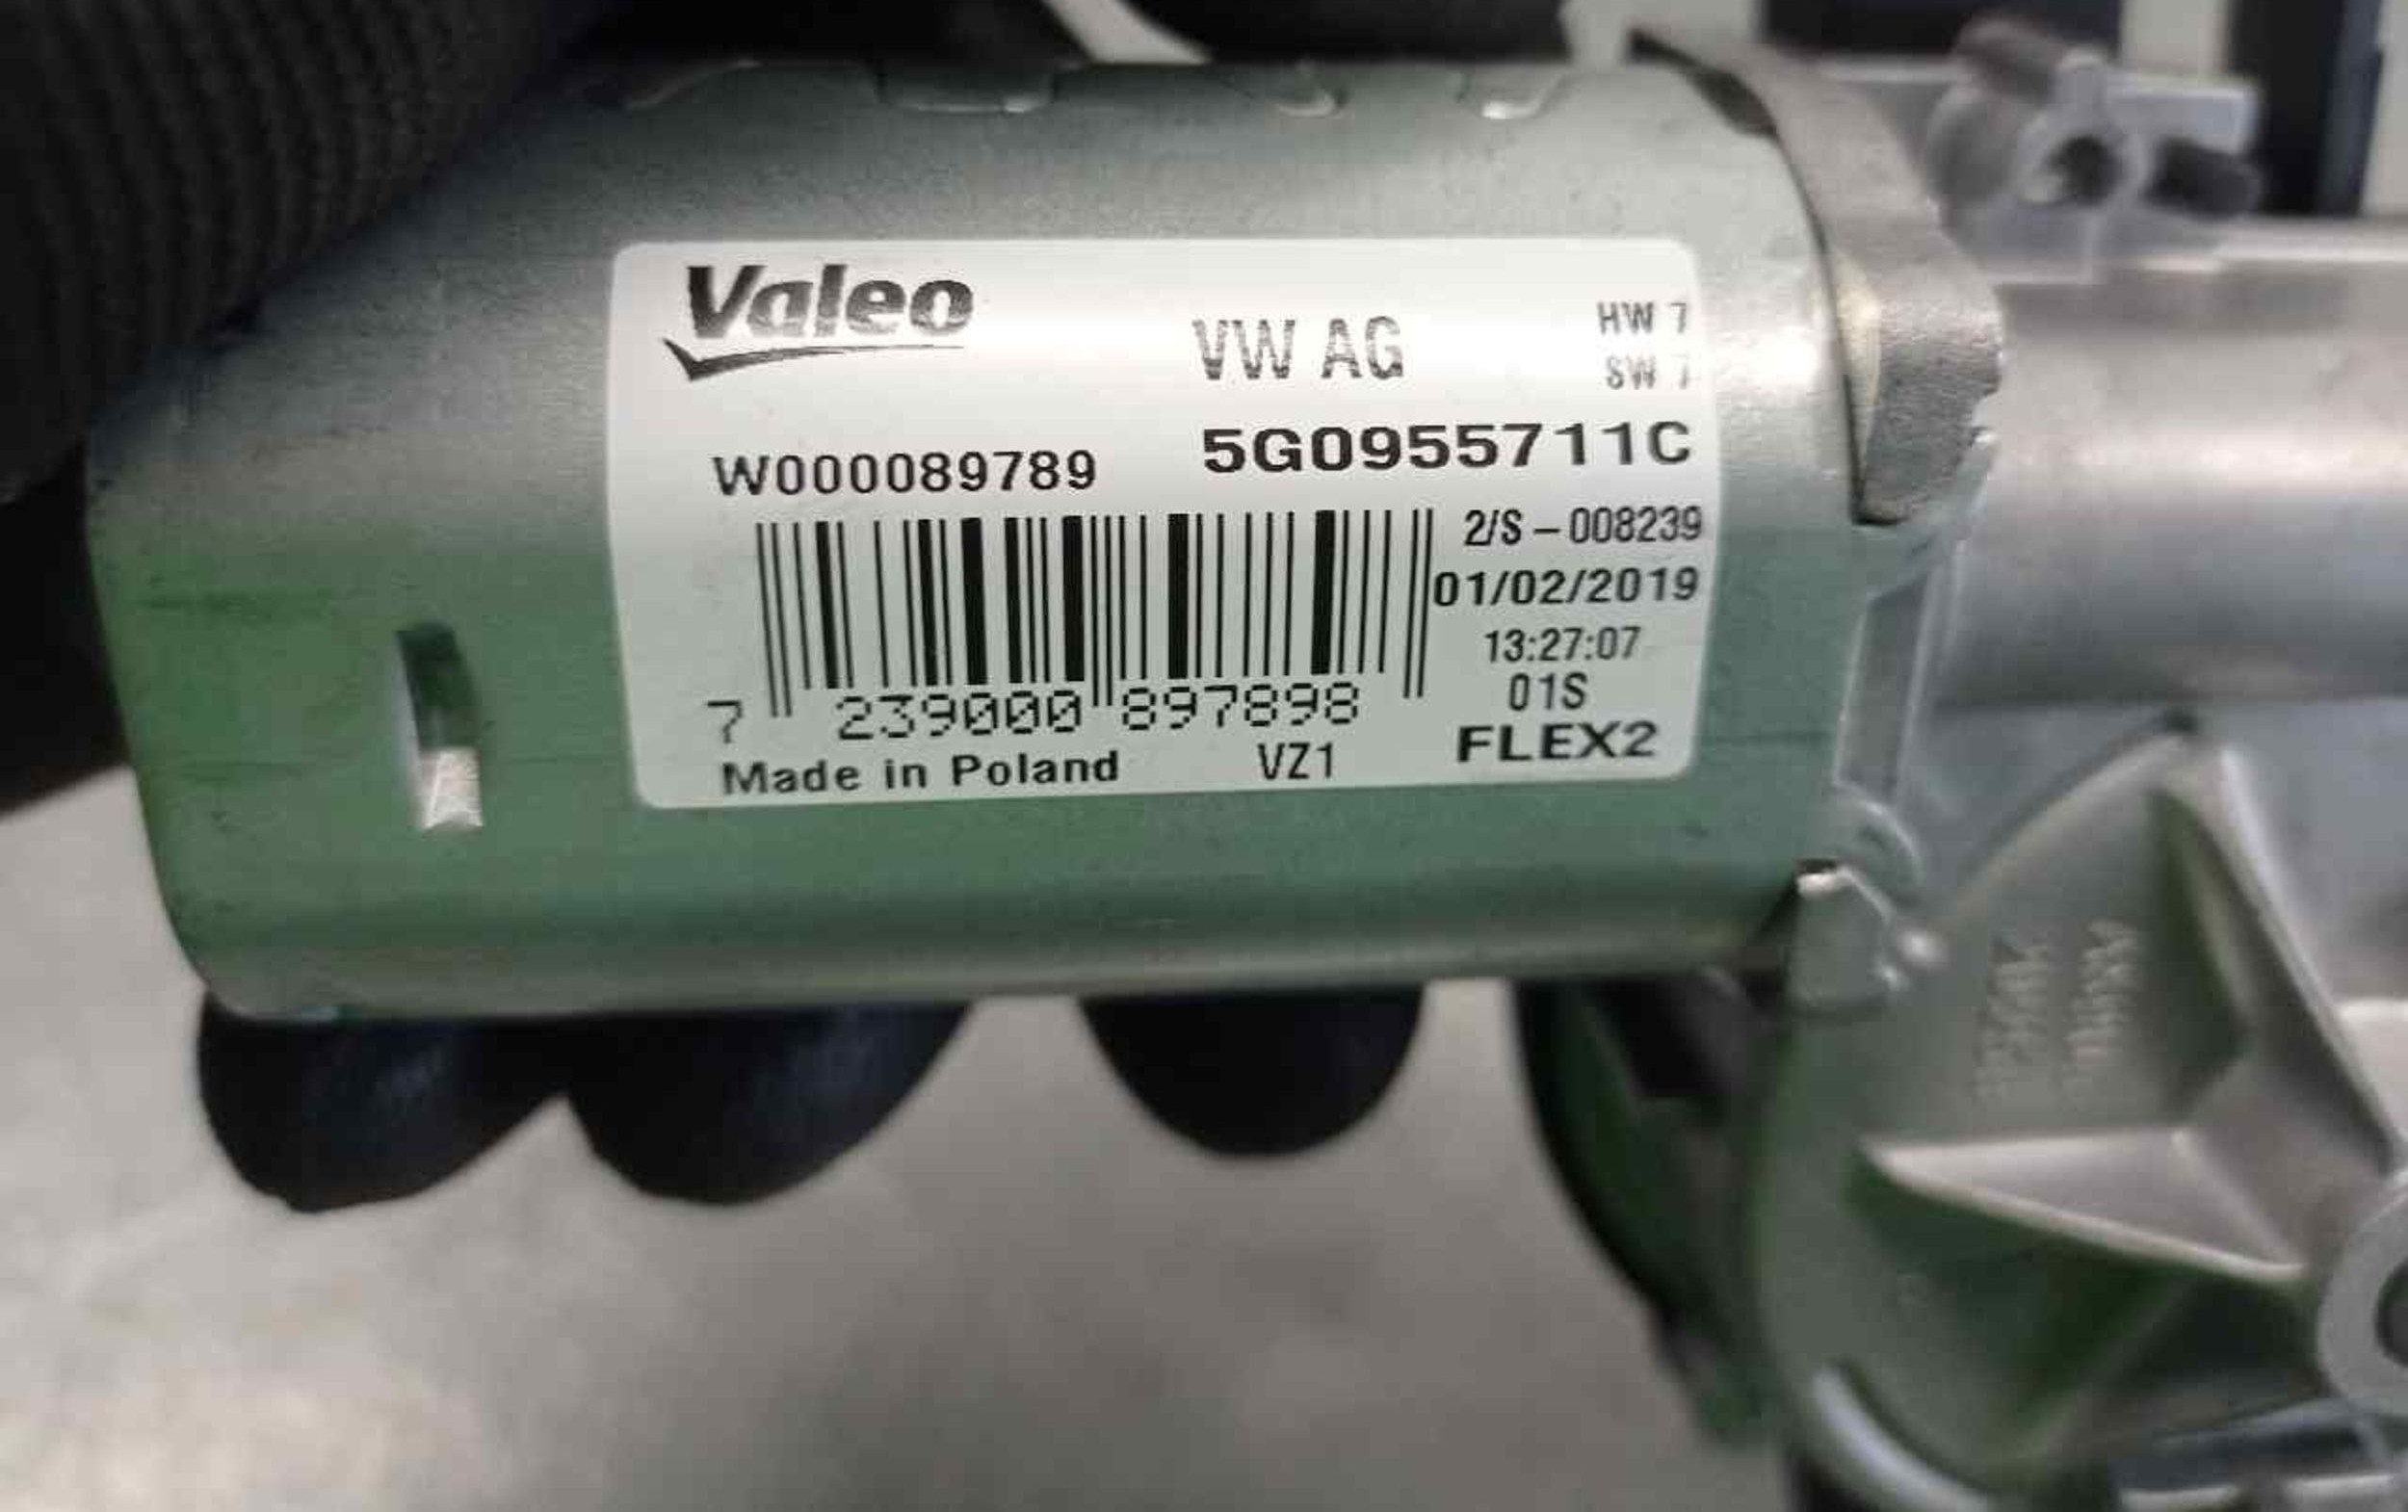 Valeo
VW AG
HW 7
SW 7
W000089789
5G0955711C
2/S – 008239
01/02/2019
13:27:07
01S
7 239000 897898
FLEX2
Made in Poland
VZ1